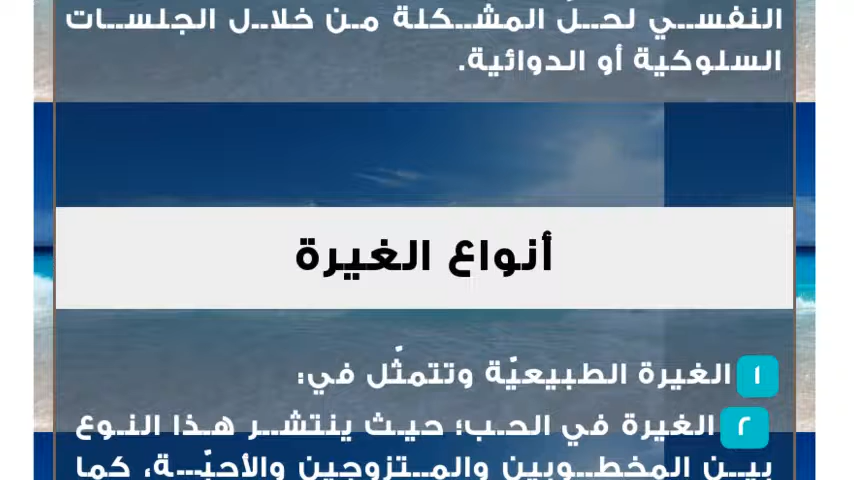 النفسي لحلّ المشكلة من خلال الجلسات
السلوكية أو الدوائية.
أنواع الغيرة
١ الغيرة الطبيعيّة وتتمثّل في:
٢ الغيرة في الحب؛ حيث ينتشر هذا النوع
بين المخطوبين والمتزوجين والأحبّة، كما